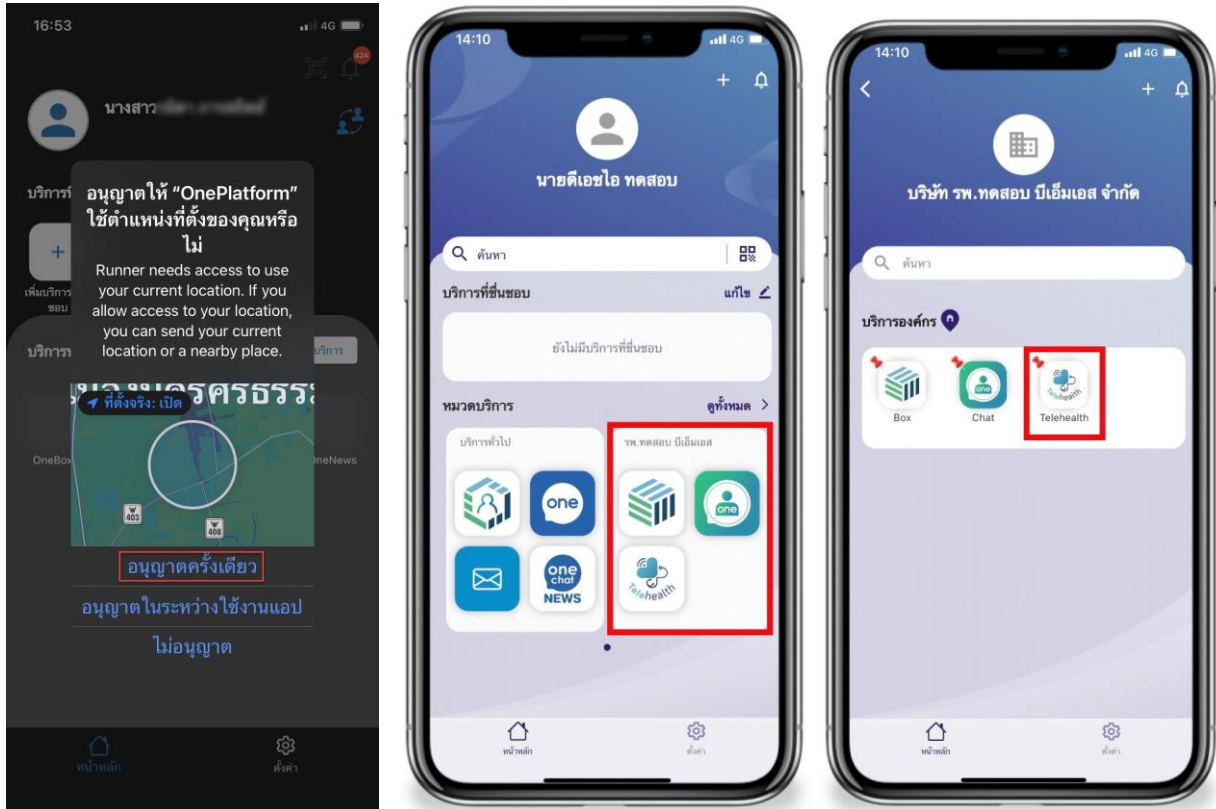 16:53
4G
424
นางสาว
บริการ
อนุญาตให้ “OnePlatform”
ใช้ตำแหน่งที่ตั้งของคุณหรือ
ไม่
Runner needs access to use
your current location. If you
allow access to your location,
you can send your current
location or a nearby place.
เพิ่มบริการ
ชอบ
บริการ
บริการ
ที่ตั้งจริง: เปิด
403
408
OneBox
OneNews
อนุญาตครั้งเดียว
อนุญาตในระหว่างใช้งานแอป
ไม่อนุญาต
หน้าหลัก
ตั้งค่า
14:10
4G
นายดีเอชไอ ทดสอบ
ค้นหา
บริการที่ชื่นชอบ
แก้ไข
ยังไม่มีบริการที่ชื่นชอบ
หมวดบริการ
ดูทั้งหมด >
บริการทั่วไป
รพ.ทดสอบ บีเอ็มเอส
one
one
one
chat
NEWS
Telehealth
หน้าหลัก
ตั้งค่า
14:10
4G
บริษัท รพ.ทดสอบ บีเอ็มเอส จำกัด
ค้นหา
บริการองค์กร
one
Telehealth
Box
Chat
Telehealth
หน้าหลัก
ตั้งค่า